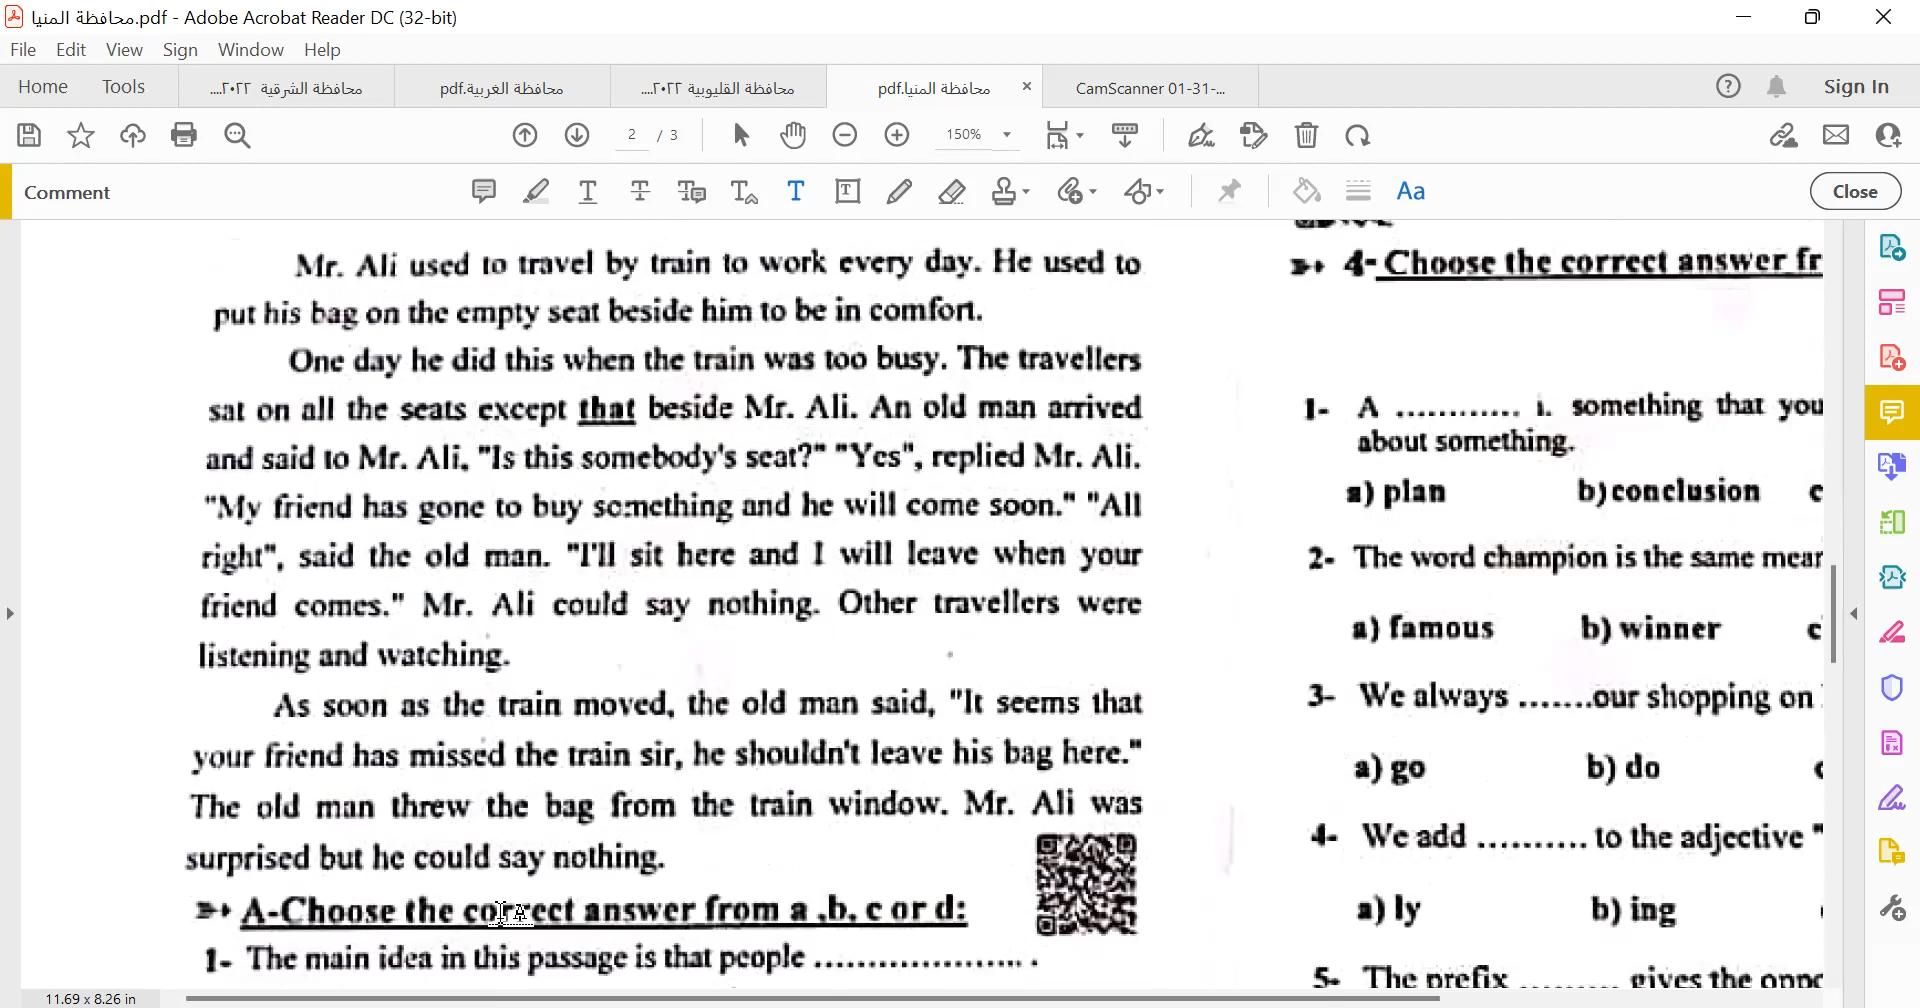 محافظة المنيا.pdf - Adobe Acrobat Reader DC (32-bit)
File Edit View Sign Window Help
Home Tools محافظة الشرقية ٢٠٢٢.... محافظة الغربية.pdf محافظة القليوبية ٢٠٢٢.... محافظة المنيا.pdf × CamScanner 01-31-... Sign In
2 / 3 150%
Comment Close
Mr. Ali used to travel by train to work every day. He used to
put his bag on the empty seat beside him to be in comfort.
One day he did this when the train was too busy. The travellers
sat on all the seats except that beside Mr. Ali. An old man arrived
and said to Mr. Ali, "Is this somebody's seat?" "Yes", replied Mr. Ali.
"My friend has gone to buy something and he will come soon." "All
right", said the old man. "I'll sit here and I will leave when your
friend comes." Mr. Ali could say nothing. Other travellers were
listening and watching.
As soon as the train moved, the old man said, "It seems that
your friend has missed the train sir, he shouldn't leave his bag here."
The old man threw the bag from the train window. Mr. Ali was
surprised but he could say nothing.
A-Choose the correct answer from a ,b, c or d:
1- The main idea in this passage is that people ...................... .
4- Choose the correct answer fr
1- A ............ i. something that you
about something.
a) plan b)conclusion c
2- The word champion is the same mear
a) famous b) winner c
3- We always .......our shopping on
a) go b) do c
4- We add .......... to the adjective "
a) ly b) ing
5- The prefix ......... gives the oppo
11.69 x 8.26 in